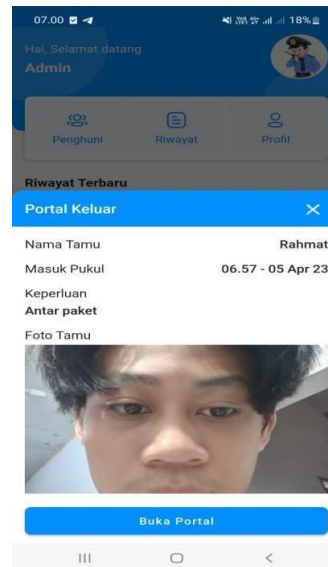 07.00 18%
Hai, Selamat datang
Admin
Penghuni Riwayat Profil
Riwayat Terbaru
Portal Keluar
Nama Tamu Rahmat
Masuk Pukul 06.57 - 05 Apr 23
Keperluan
Antar paket
Foto Tamu
Buka Portal